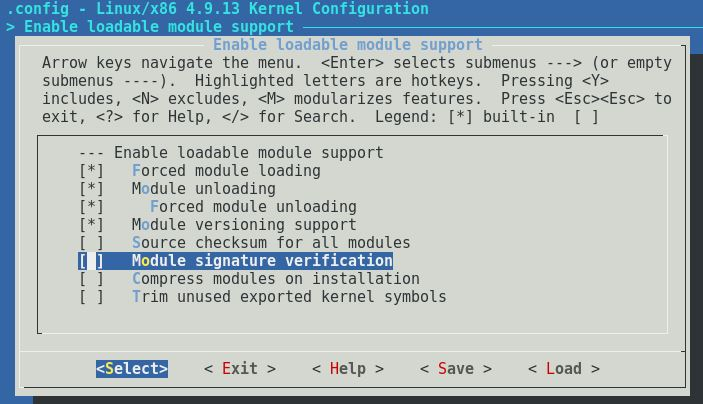 .config - Linux/x86 4.9.13 Kernel Configuration
> Enable loadable module support
Enable loadable module support
Arrow keys navigate the menu.  <Enter> selects submenus ---> (or empty
submenus ----).  Highlighted letters are hotkeys.  Pressing <Y>
includes, <N> excludes, <M> modularizes features.  Press <Esc><Esc> to
exit, <?> for Help, </> for Search.  Legend: [*] built-in  [ ]
--- Enable loadable module support
[*]   Forced module loading
[*]   Module unloading
[*]     Forced module unloading
[*]   Module versioning support
[ ]   Source checksum for all modules
[ ]   Module signature verification
[ ]   Compress modules on installation
[ ]   Trim unused exported kernel symbols
<Select>    < Exit >    < Help >    < Save >    < Load >